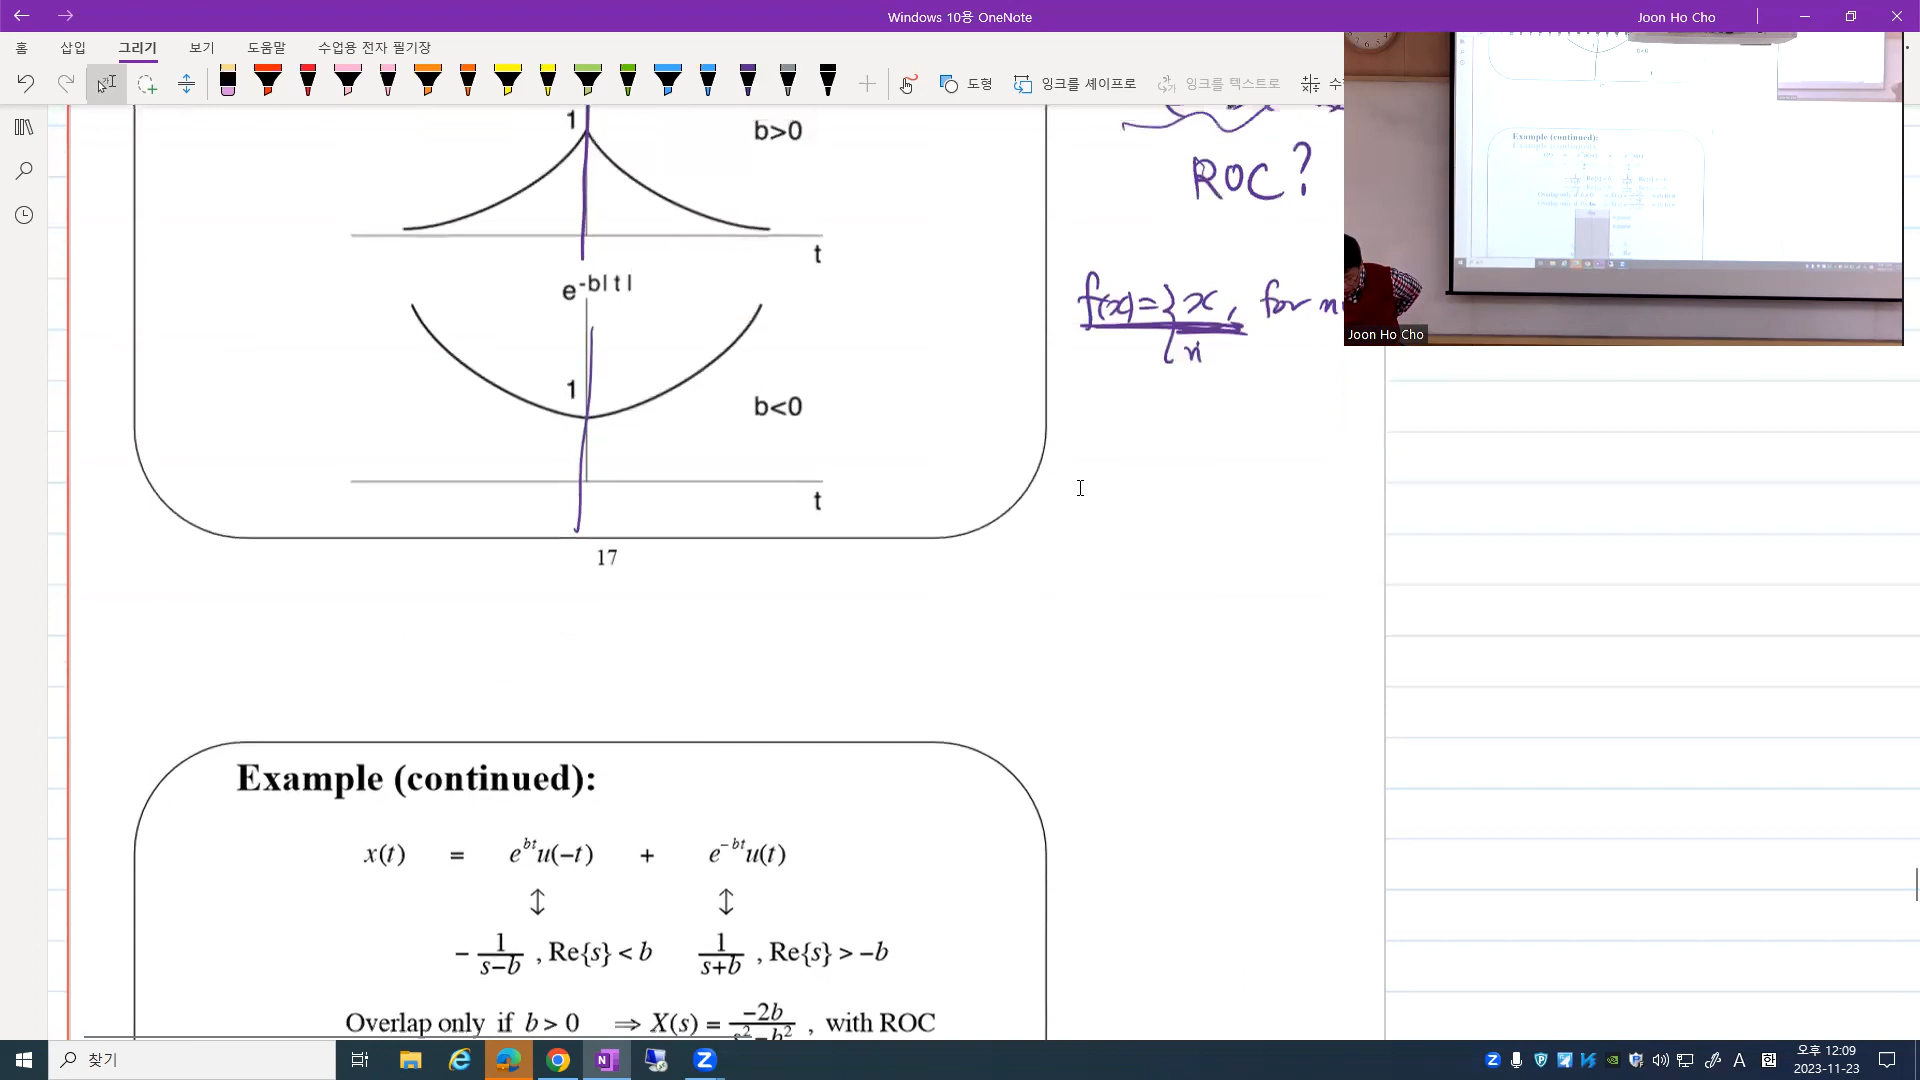 Windows 10용 OneNote
Joon Ho Cho
홈 삽입 그리기 보기 도움말 수업용 전자 필기장
도형 잉크를 셰이프로 잉크를 텍스트로
1
b>0
t
ROC?
e^{-b|t|}
f(x)={x, for
1
b<0
t
17
Joon Ho Cho
Example (continued):
Example (continued):
x(t) = e^{bt}u(−t) + e^{−bt}u(t)
↕ ↕
− 1/(s−b) , Re{s} < b 1/(s+b) , Re{s} > −b
Overlap only if b > 0 ⇒ X(s) = −2b/(s²−b²) , with ROC
찾기
A 한 오후 12:09
2023-11-23